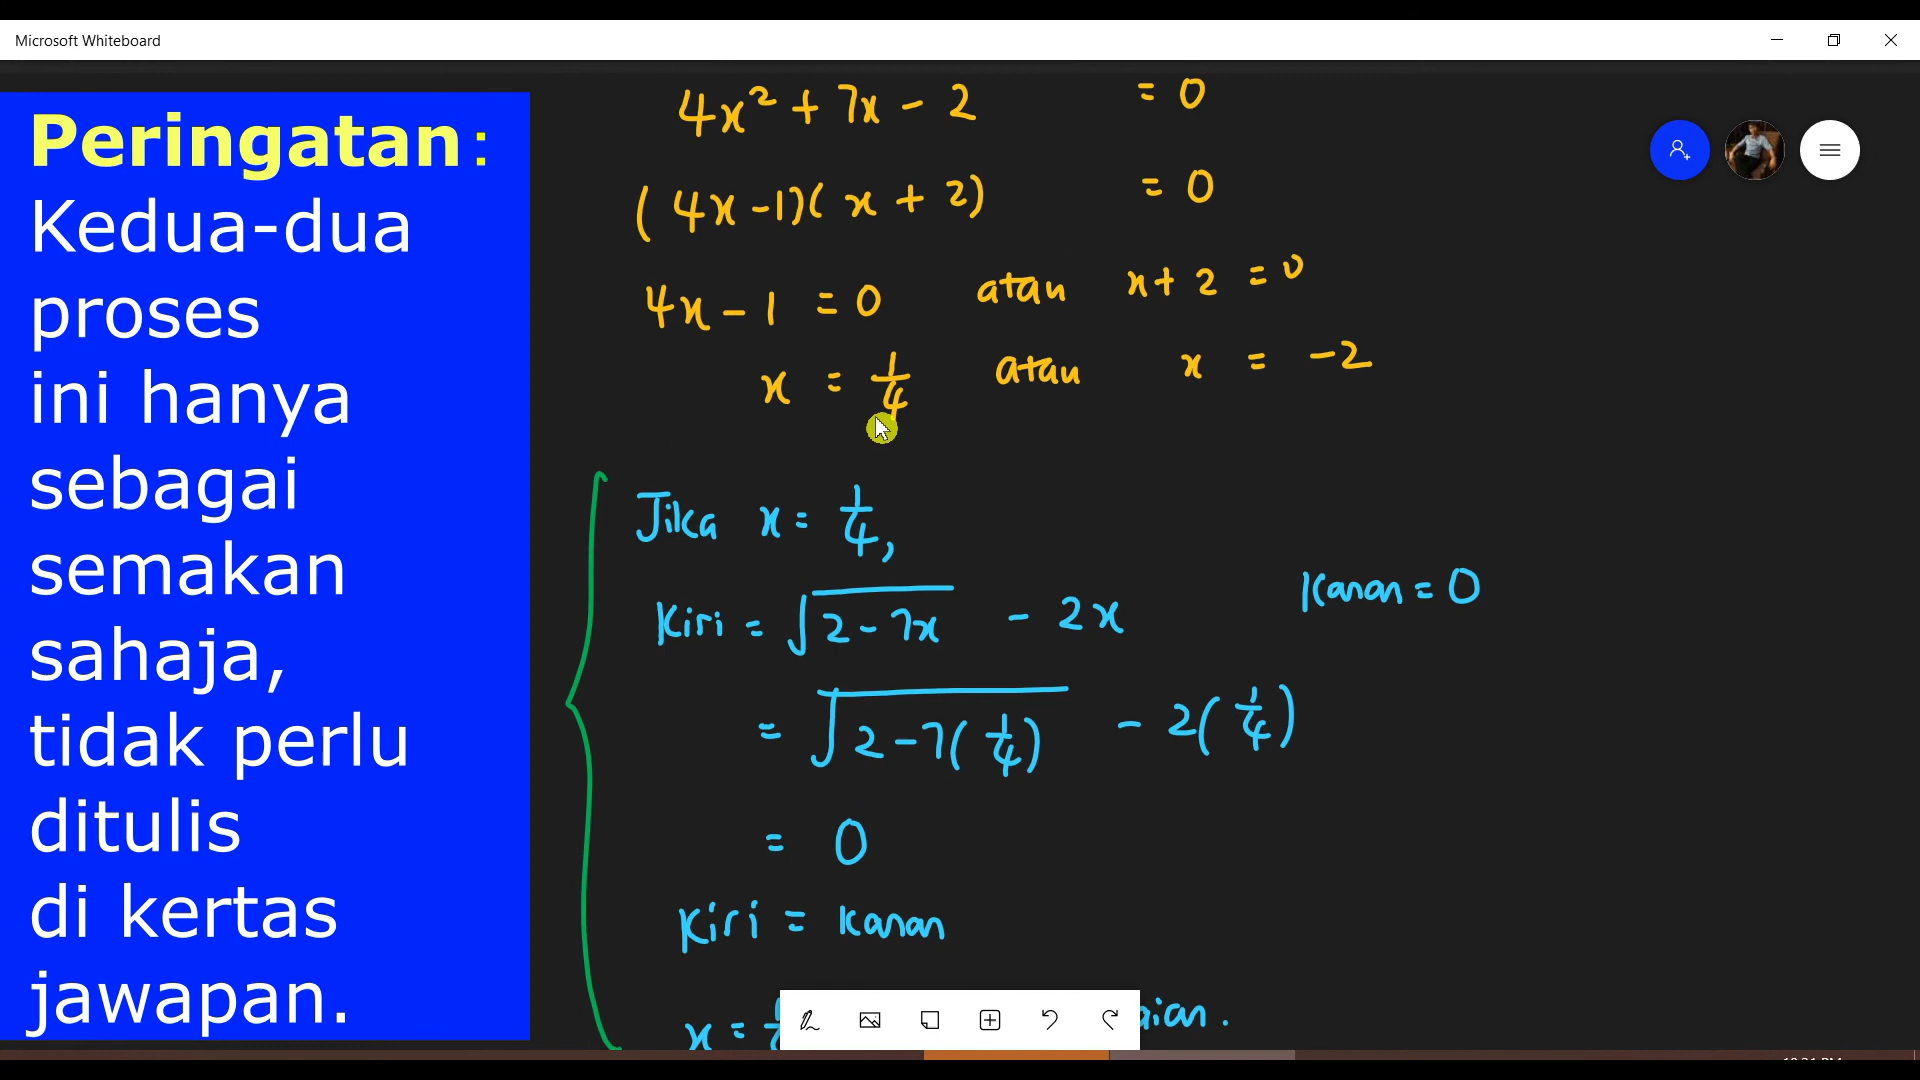 Microsoft Whiteboard
Peringatan:
Kedua-dua
proses
ini hanya
sebagai
semakan
sahaja,
tidak perlu
ditulis
di kertas
jawapan.
4x² + 7x - 2 = 0
(4x - 1)(x + 2) = 0
4x - 1 = 0 atau x + 2 = 0
x = 1/4 atau x = -2
Jika x = 1/4,
Kiri = √(2 - 7x) - 2x Kanan = 0
= √(2 - 7(1/4)) - 2(1/4)
= 0
Kiri = Kanan
x =